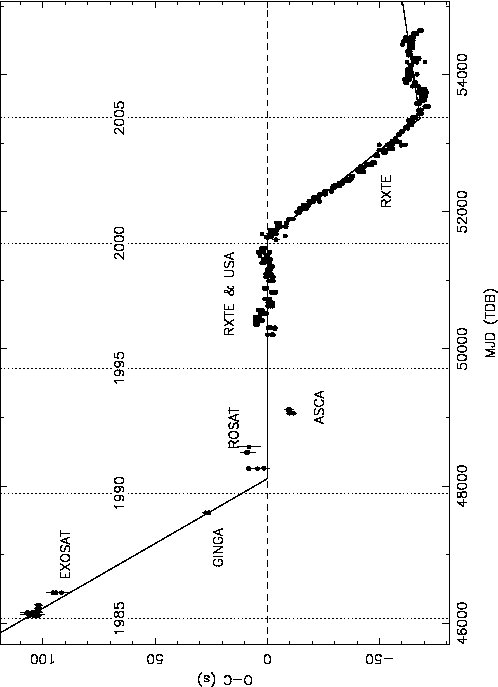 100
EXOSAT
1985
1990
1995
2000
2005
50
O−C (s)
GINGA
ROSAT
RXTE & USA
0
ASCA
RXTE
−50
46000
48000
50000
52000
54000
MJD (TDB)